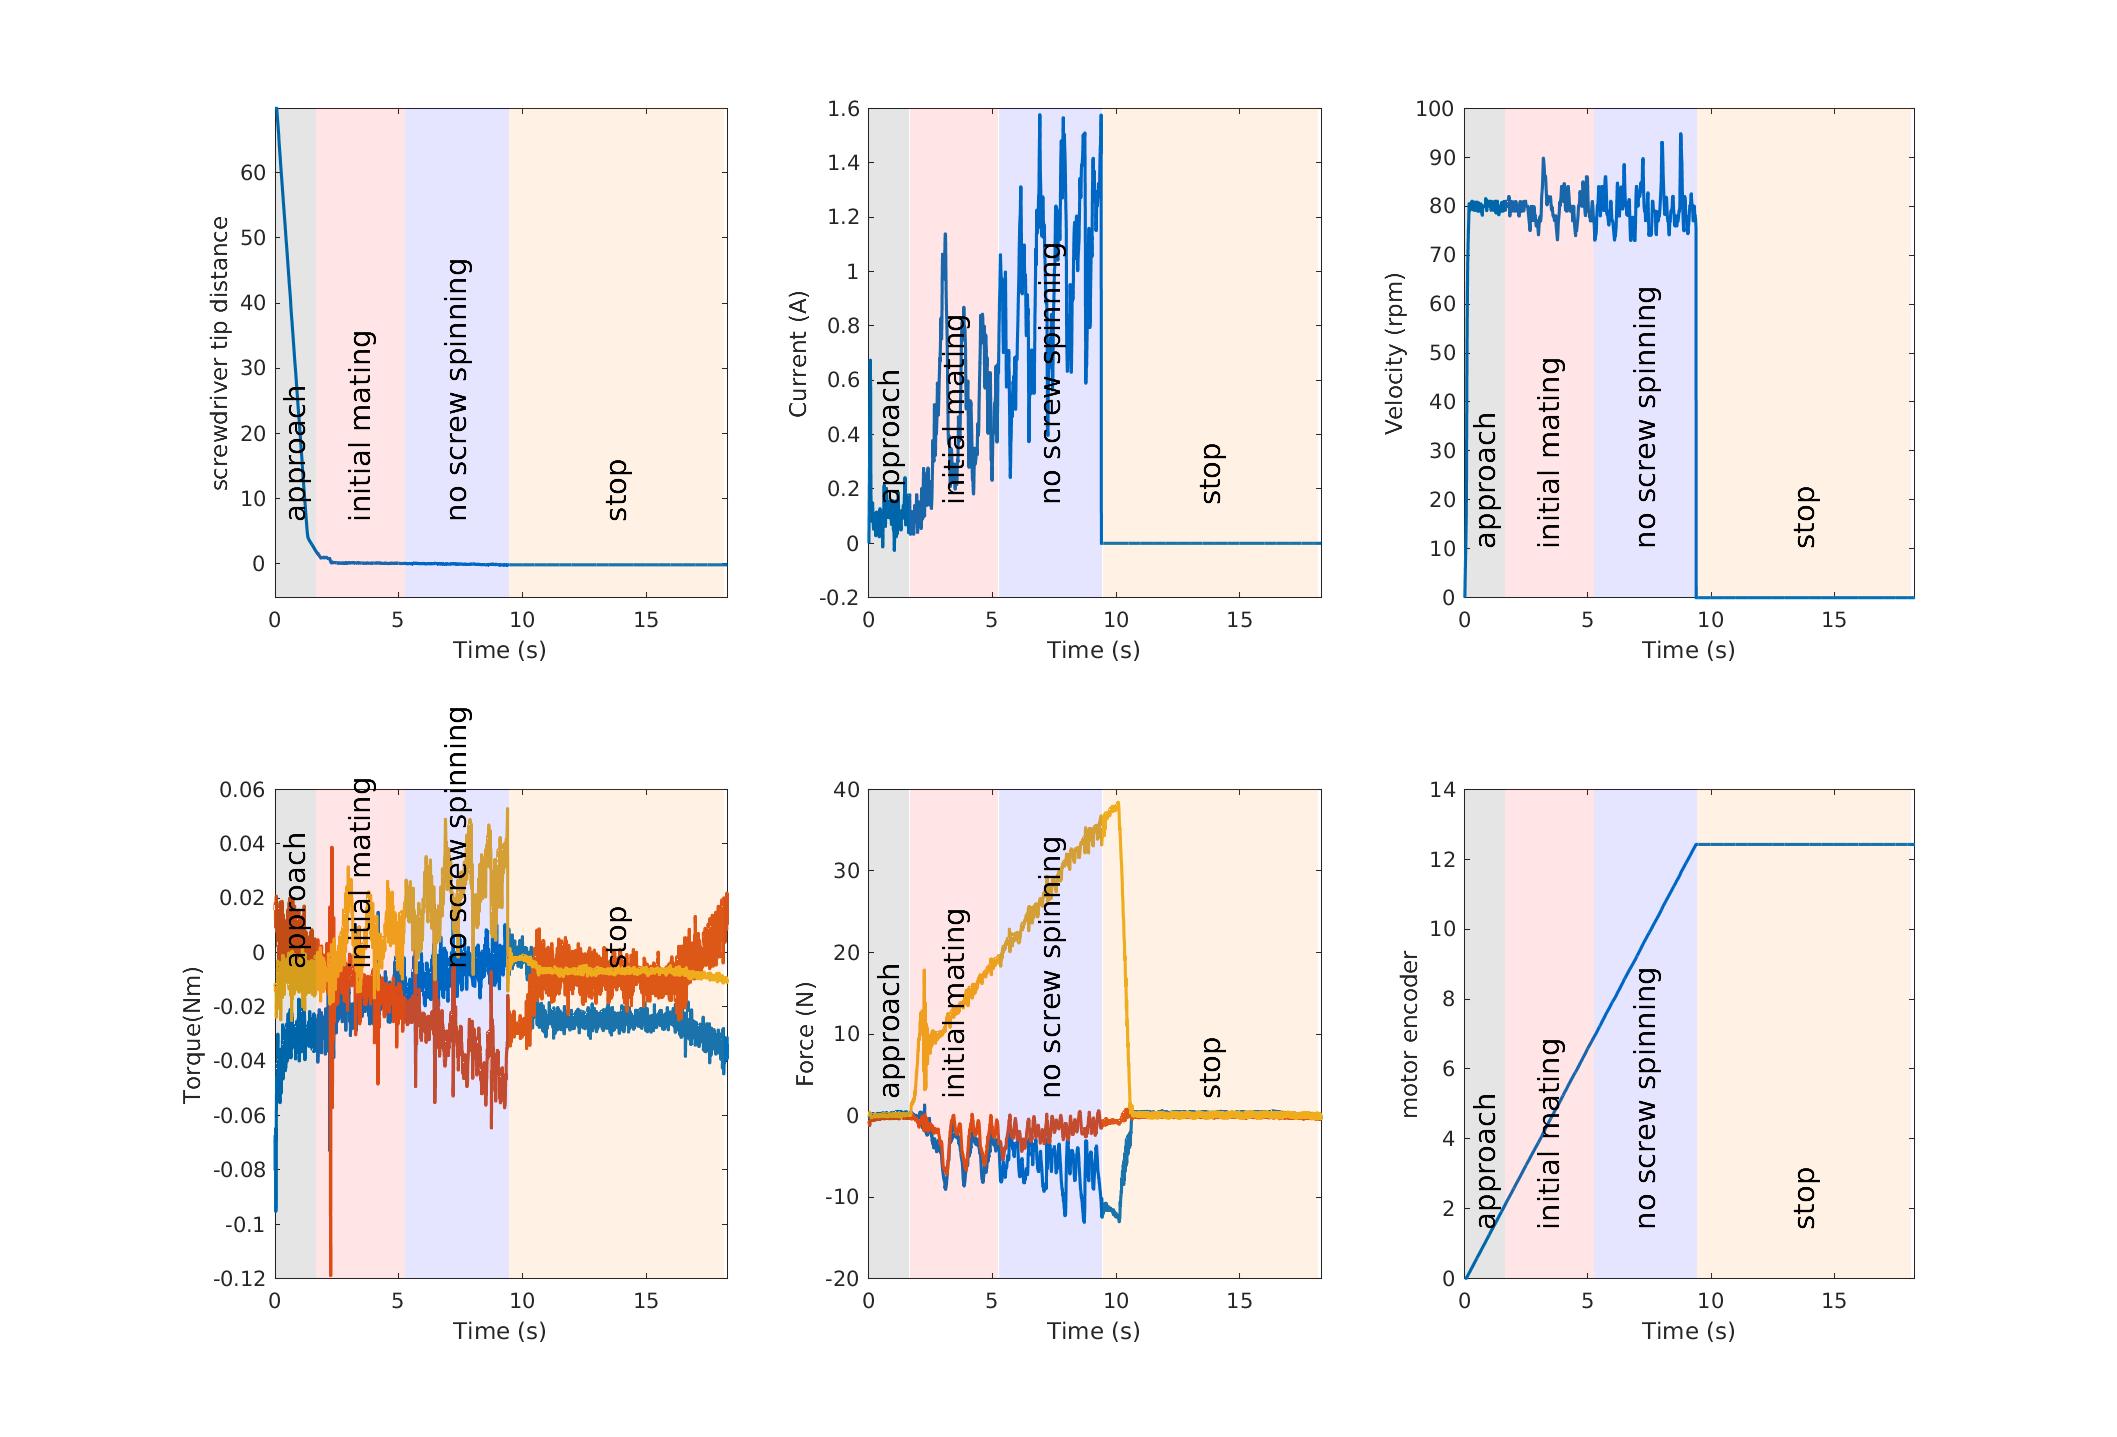 60
50
40
30
20
10
0
screwdriver tip distance
approach
initial mating
no screw spinning
stop
0 5 10 15
Time (s)
1.6
1.4
1.2
1
0.8
0.6
0.4
0.2
0
-0.2
Current (A)
approach
initial mating
no screw spinning
stop
0 5 10 15
Time (s)
100
90
80
70
60
50
40
30
20
10
0
Velocity (rpm)
approach
initial mating
no screw spinning
stop
0 5 10 15
Time (s)
0.06
0.04
0.02
0
-0.02
-0.04
-0.06
-0.08
-0.1
-0.12
Torque(Nm)
approach
initial mating
no screw spinning
stop
0 5 10 15
Time (s)
40
30
20
10
0
-10
-20
Force (N)
approach
initial mating
no screw spinning
stop
0 5 10 15
Time (s)
14
12
10
8
6
4
2
0
motor encoder
approach
initial mating
no screw spinning
stop
0 5 10 15
Time (s)